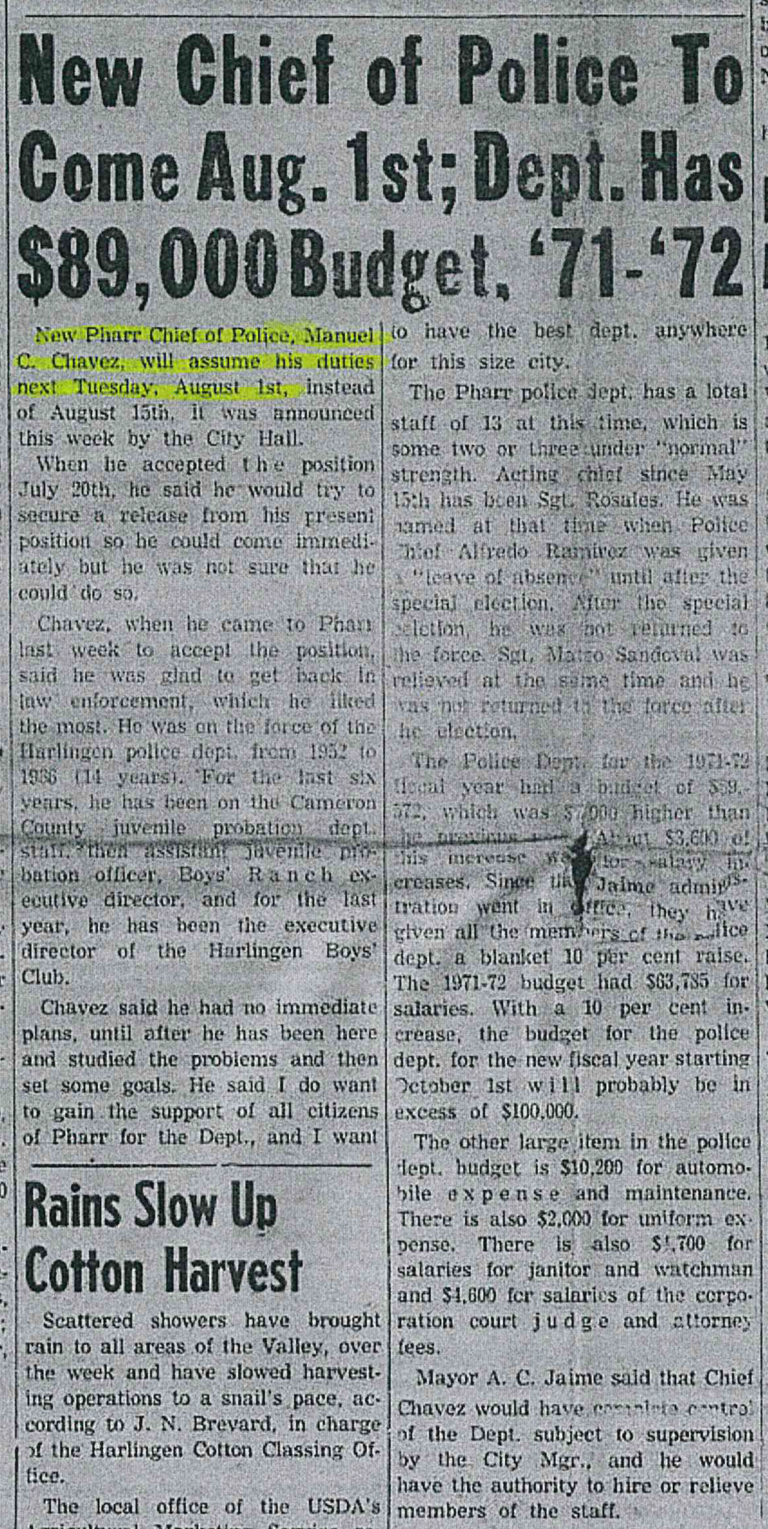 New Chief of Police To
Come Aug. 1st; Dept. Has
$89,000 Budget, '71-'72
New Pharr Chief of Police, Manuel
C. Chavez, will assume his duties
next Tuesday, August 1st, instead
of August 15th, it was announced
this week by the City Hall.
When he accepted the position
July 20th, he said he would try to
secure a release from his present
position so he could come immedi-
ately but he was not sure that he
could do so.
Chavez, when he came to Pharr
last week to accept the position,
said he was glad to get back in
law enforcement, which he liked
the most. He was on the force of the
Harlingen police dept. from 1952 to
1966 (14 years). For the last six
years, he has been on the Cameron
County juvenile probation dept.
staff, then assistant juvenile pro-
bation officer, Boys' Ranch ex-
ecutive director, and for the last
year, he has been the executive
director of the Harlingen Boys'
Club.
Chavez said he had no immediate
plans, until after he has been here
and studied the problems and then
set some goals. He said I do want
to gain the support of all citizens
of Pharr for the Dept., and I want
to have the best dept. anywhere
for this size city.
The Pharr police dept. has a total
staff of 13 at this time, which is
some two or three under "normal"
strength. Acting chief since May
15th has been Sgt. Rosales. He was
named at that time when Police
Chief Alfredo Ramirez was given
a "leave of absence" until after the
special election. After the special
election, he was not returned to
the force. Sgt. Mateo Sandoval was
relieved at the same time and he
was not returned to the force after
the election.
The Police Dept. for the 1971-72
fiscal year had a budget of $89,-
572, which was $7,000 higher than
the previous About $3,600 of
this increase was for salary in-
creases. Since the Jaime adminis-
tration went in office, they have
given all the members of the police
dept. a blanket 10 per cent raise.
The 1971-72 budget had $63,785 for
salaries. With a 10 per cent in-
crease, the budget for the police
dept. for the new fiscal year starting
October 1st will probably be in
excess of $100,000.
The other large item in the police
dept. budget is $10,200 for automo-
bile expense and maintenance.
There is also $2,000 for uniform ex-
pense. There is also for
salaries for janitor and watchman
and $4,600 for salaries of the corpo-
ration court judge and attorney
fees.
Mayor A. C. Jaime said that Chief
Chavez would have complete control
of the Dept. subject to supervision
by the City Mgr., and he would
have the authority to hire or relieve
members of the staff.
Rains Slow Up
Cotton Harvest
Scattered showers have brought
rain to all areas of the Valley, over
the week and have slowed harvest-
ing operations to a snail's pace, ac-
cording to J. N. Brevard, in charge
of the Harlingen Cotton Classing Of-
fice.
The local office of the USDA's